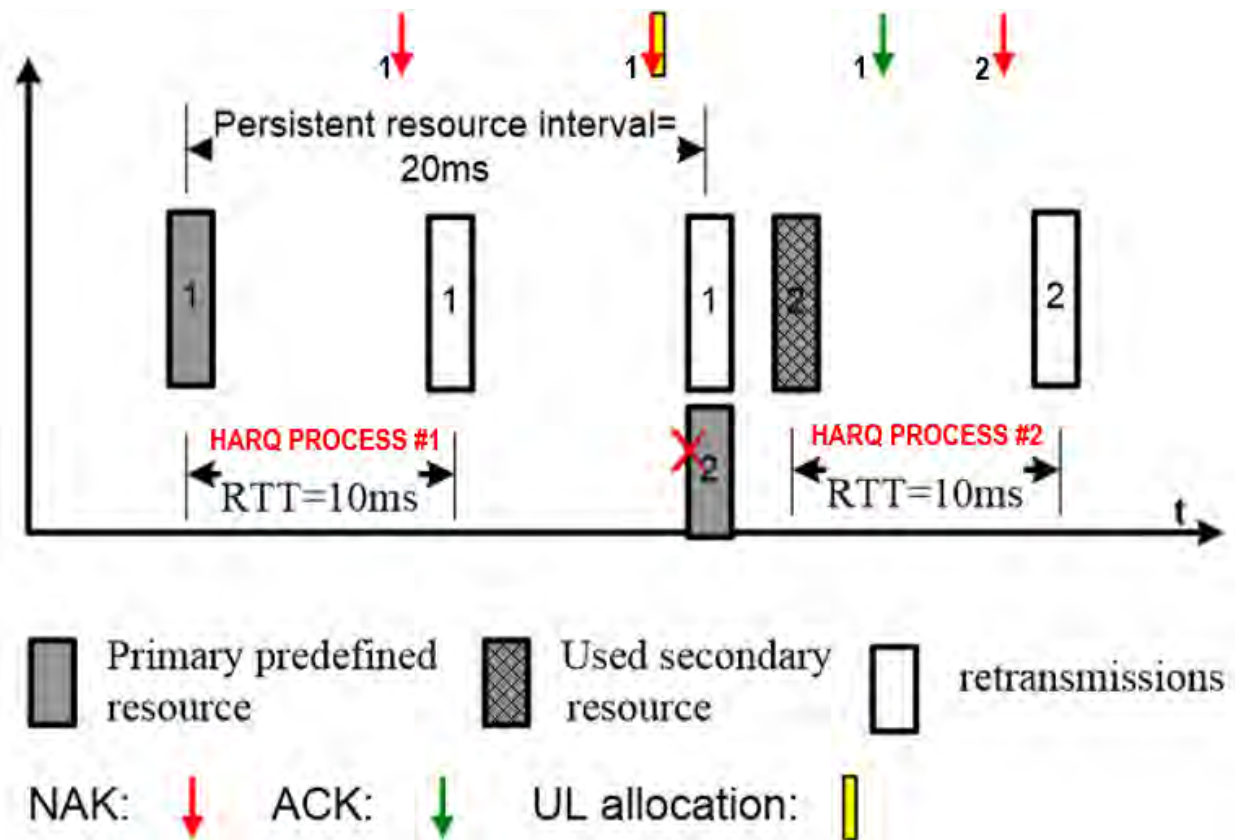 1
1
1
2
Persistent resource interval=
20ms
1
1
1
2
2
2
HARQ PROCESS #1
RTT=10ms
HARQ PROCESS #2
RTT=10ms
t
Primary predefined
resource
Used secondary
resource
retransmissions
NAK:
ACK:
UL allocation: